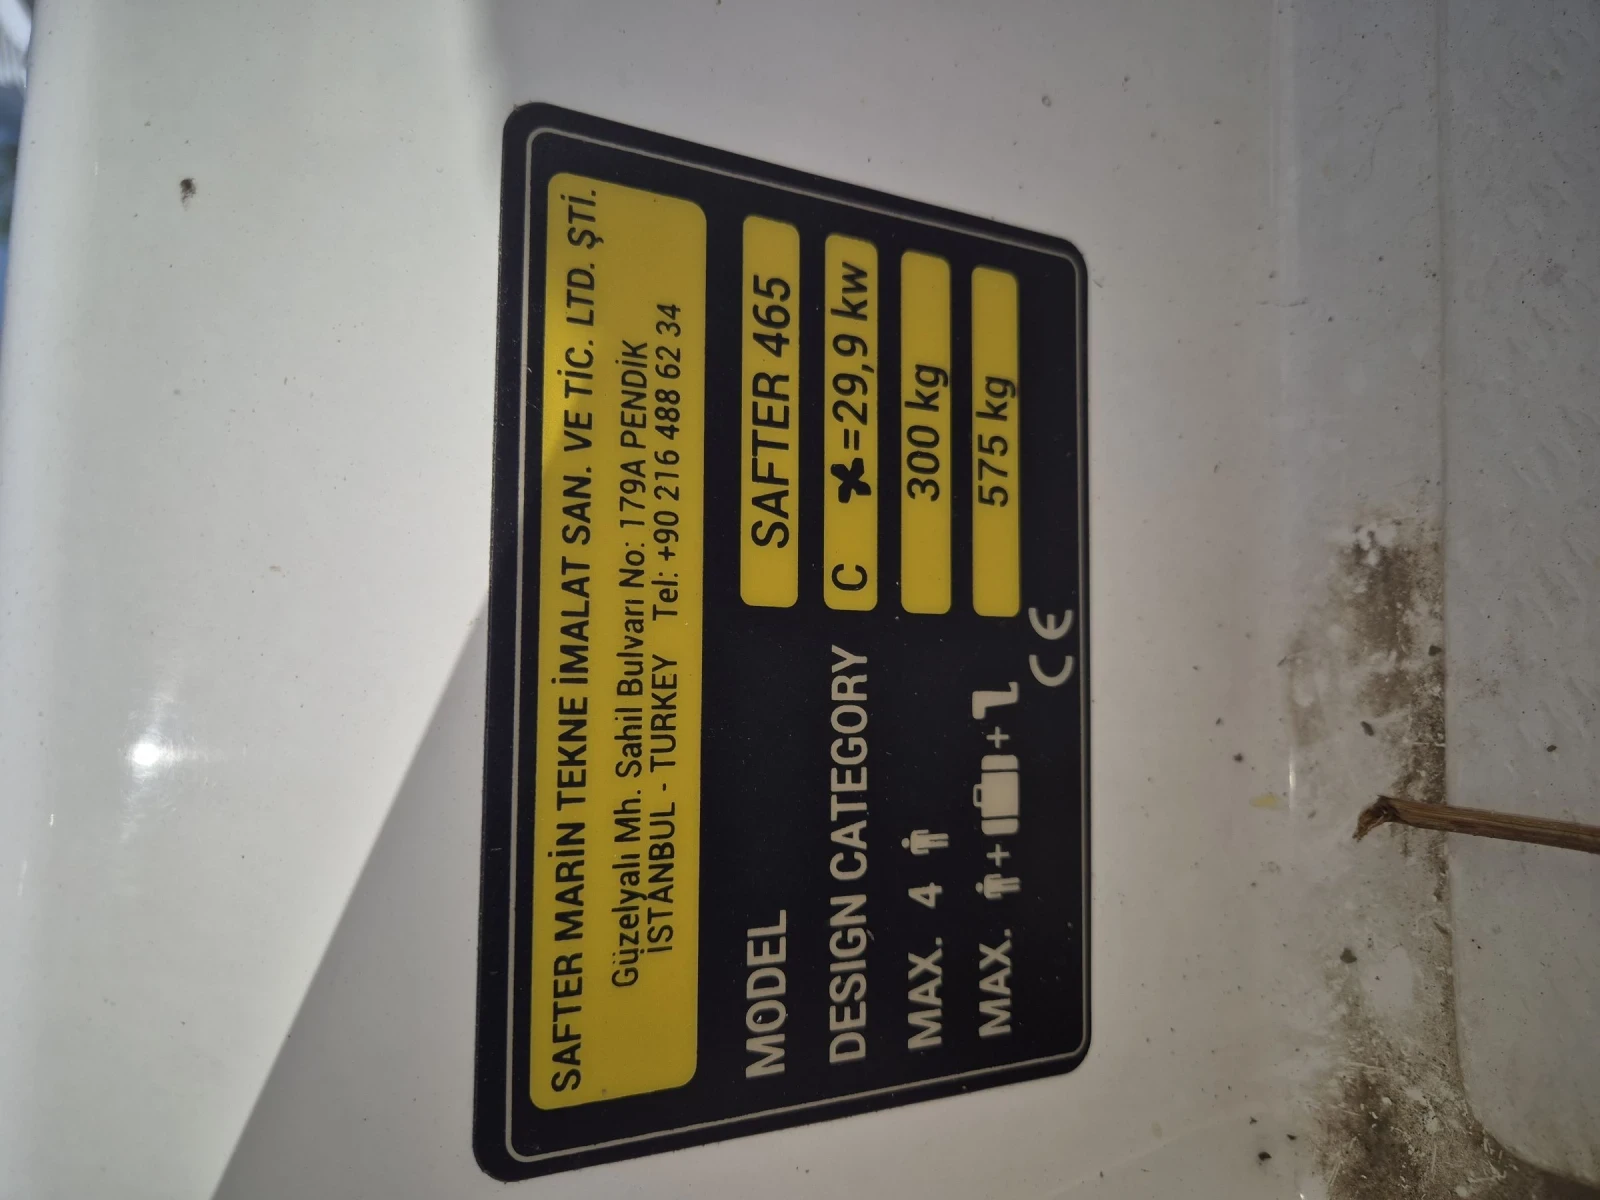 SAFTER MARİN TEKNE İMALAT SAN. VE TİC. LTD. ŞTİ.
Güzelyalı Mh. Sahil Bulvarı No: 179A PENDİK
İSTANBUL - TURKEY Tel: +90 216 488 62 34
MODEL SAFTER 465
DESIGN CATEGORY C =29,9 kw
MAX. 4 300 kg
MAX. + + 575 kg
CE